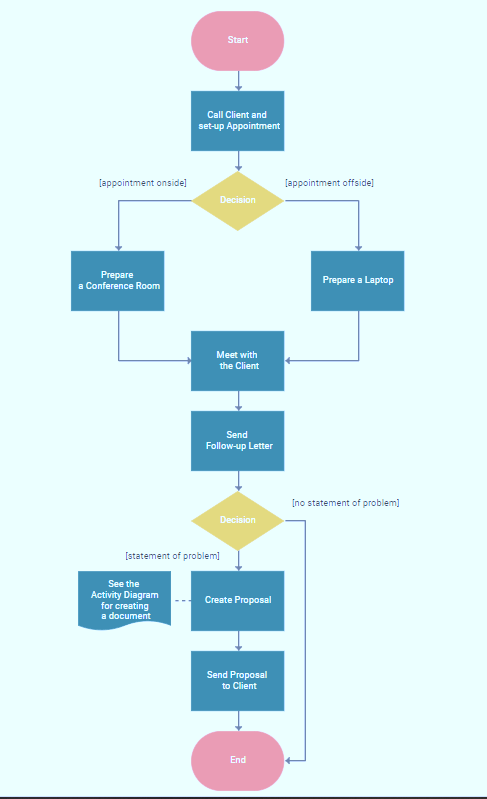 Start
Call Client and
set-up Appointment
[appointment onside]
[appointment offside]
Decision
Prepare
a Conference Room
Prepare a Laptop
Meet with
the Client
Send
Follow-up Letter
[no statement of problem]
Decision
[statement of problem]
See the
Activity Diagram
for creating
a document
Create Proposal
Send Proposal
to Client
End